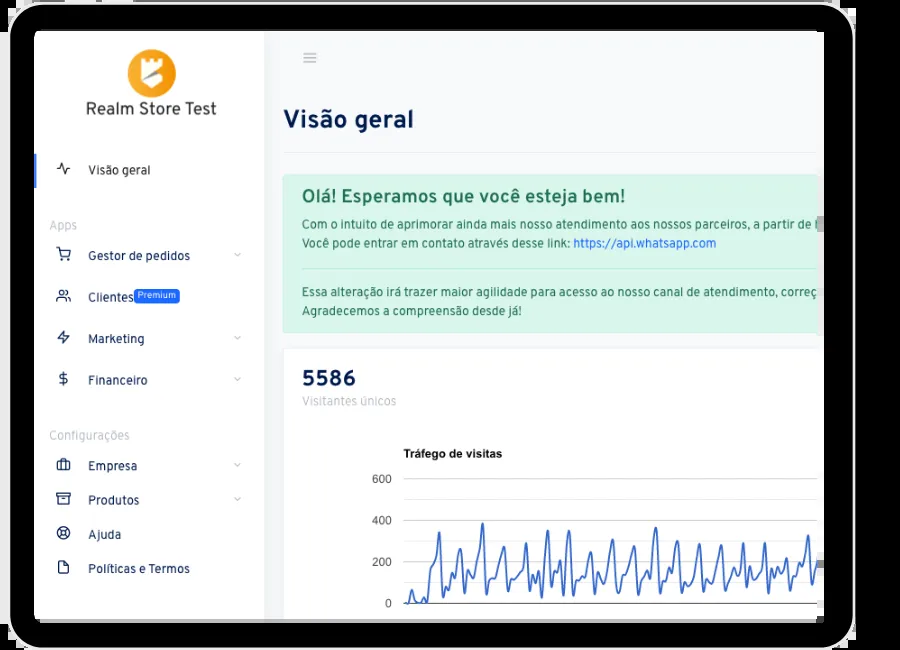 Realm Store Test
Visão geral
Apps
Gestor de pedidos
Clientes Premium
Marketing
Financeiro
Configurações
Empresa
Produtos
Ajuda
Políticas e Termos
Visão geral
Olá! Esperamos que você esteja bem!
Com o intuito de aprimorar ainda mais nosso atendimento aos nossos parceiros, a partir de
Você pode entrar em contato através desse link: https://api.whatsapp.com
Essa alteração irá trazer maior agilidade para acesso ao nosso canal de atendimento, correç
Agradecemos a compreensão desde já!
5586
Visitantes únicos
Tráfego de visitas
600
400
200
0